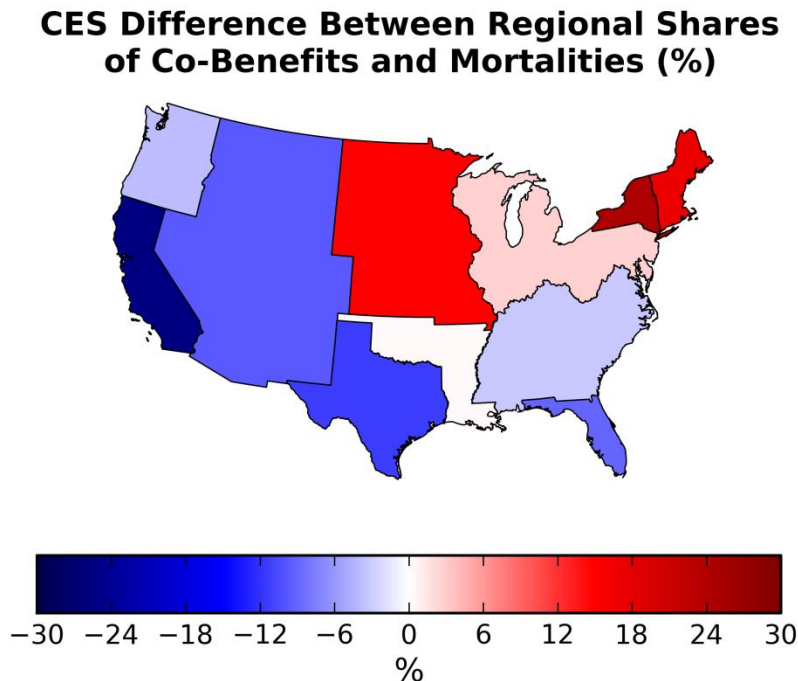 CES Difference Between Regional Shares
of Co-Benefits and Mortalities (%)
−30 −24 −18 −12 −6 0 6 12 18 24 30
%